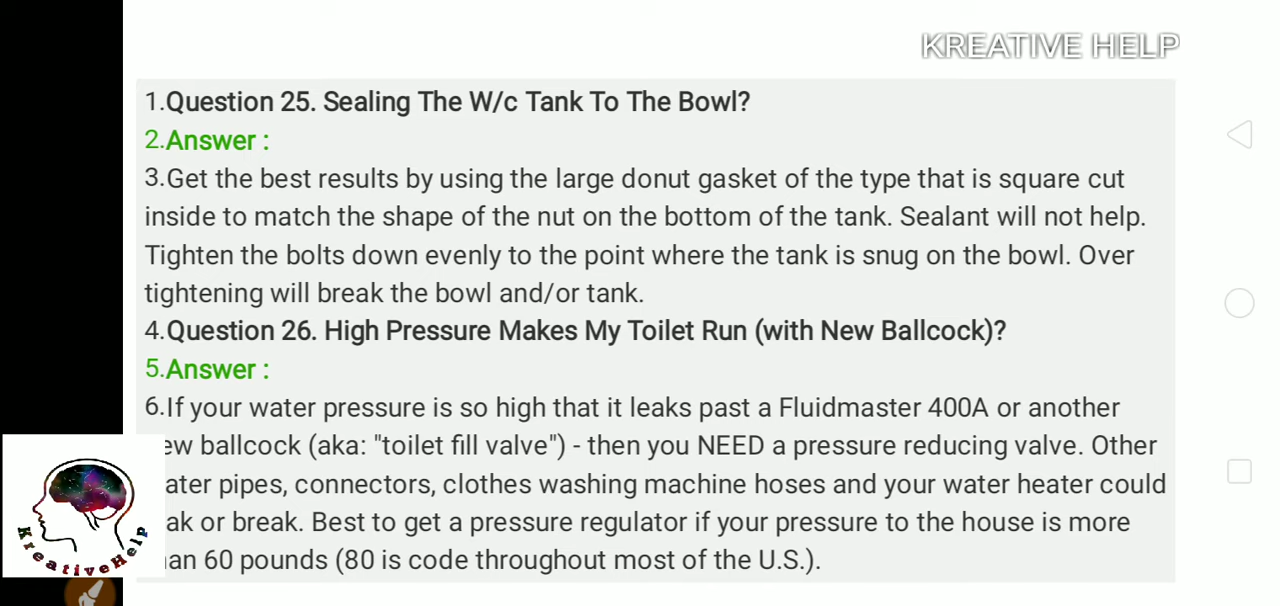 KREATIVE HELP
1.Question 25. Sealing The W/c Tank To The Bowl?
2.Answer :
3.Get the best results by using the large donut gasket of the type that is square cut
inside to match the shape of the nut on the bottom of the tank. Sealant will not help.
Tighten the bolts down evenly to the point where the tank is snug on the bowl. Over
tightening will break the bowl and/or tank.
4.Question 26. High Pressure Makes My Toilet Run (with New Ballcock)?
5.Answer :
6.If your water pressure is so high that it leaks past a Fluidmaster 400A or another
ballcock (aka: "toilet fill valve") - then you NEED a pressure reducing valve. Other
pipes, connectors, clothes washing machine hoses and your water heater could
or break. Best to get a pressure regulator if your pressure to the house is more
60 pounds (80 is code throughout most of the U.S.).
KreativeHelp